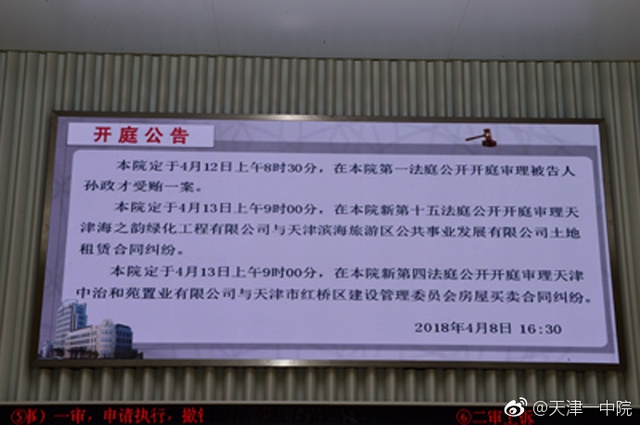 开庭公告
本院定于4月12日上午8时30分，在本院第一法庭公开开庭审理被告人
孙政才受贿一案。
本院定于4月13日上午9时00分，在本院新第十五法庭公开开庭审理天
津海之韵绿化工程有限公司与天津滨海旅游区公共事业发展有限公司土地
租赁合同纠纷。
本院定于4月13日上午9时00分，在本院新第四法庭公开开庭审理天津
中冶和苑置业有限公司与天津市红桥区建设管理委员会房屋买卖合同纠纷。
2018年4月8日 16:30
一审，申请执行，撤
⑥二审上诉
@天津一中院